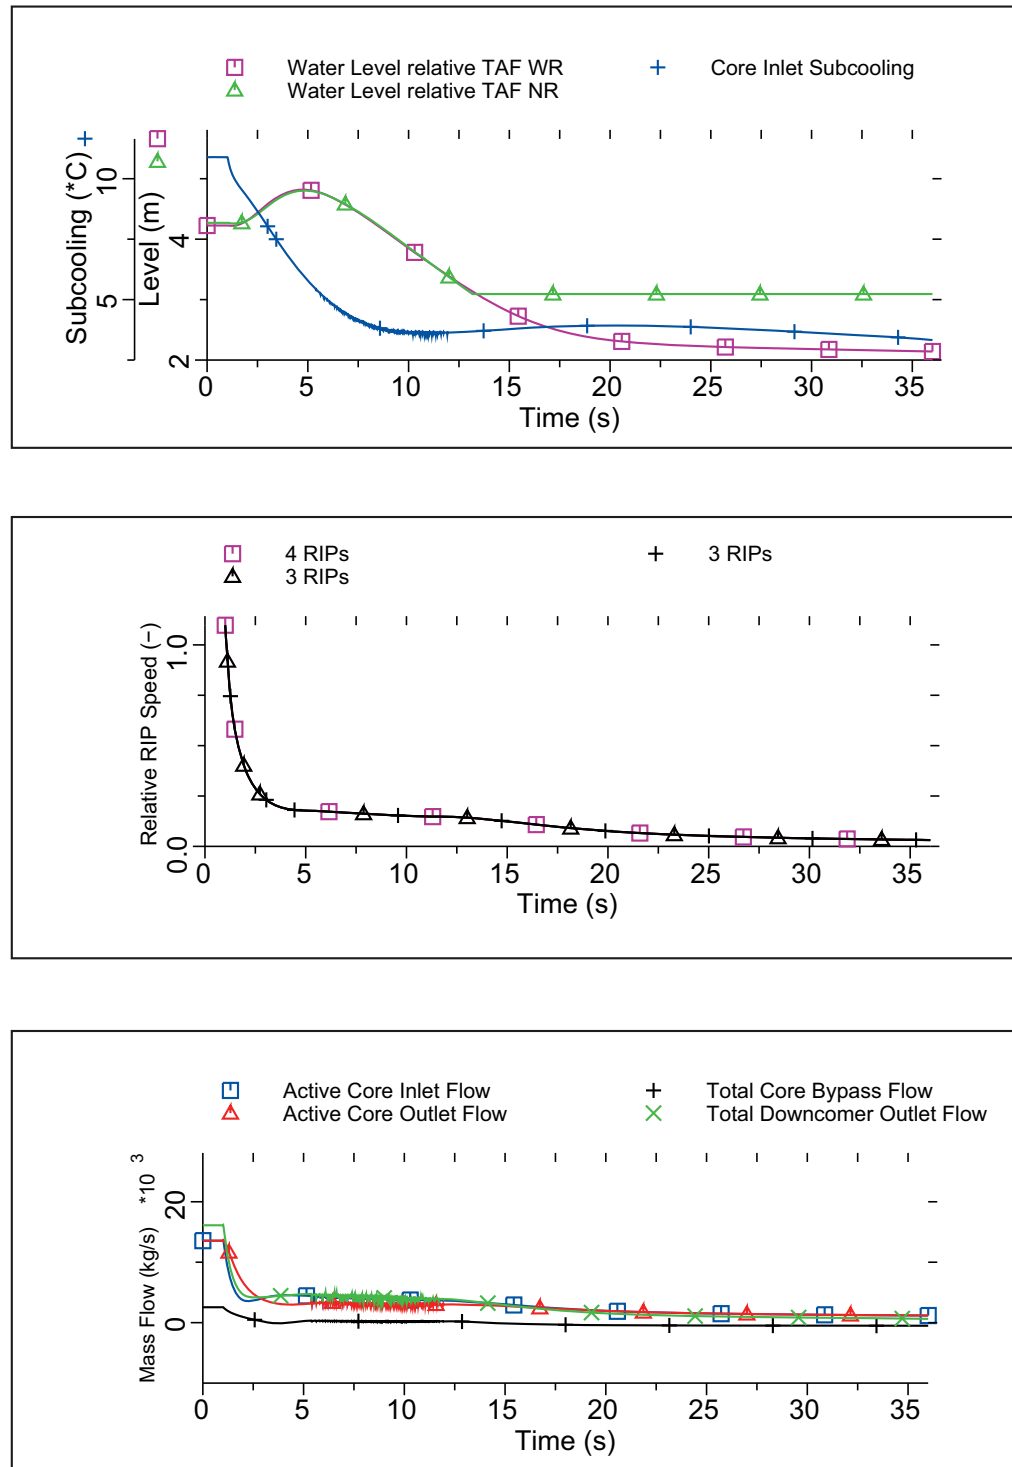 Water Level relative TAF WR
Core Inlet Subcooling
Water Level relative TAF NR
Subcooling (*C)
5 10
Level (m)
2 4
0 5 10 15 20 25 30 35
Time (s)
4 RIPs
3 RIPs
3 RIPs
Relative RIP Speed (−)
0.0 1.0
0 5 10 15 20 25 30 35
Time (s)
Active Core Inlet Flow
Total Core Bypass Flow
Active Core Outlet Flow
Total Downcomer Outlet Flow
Mass Flow (kg/s) *10 3
0 20
0 5 10 15 20 25 30 35
Time (s)